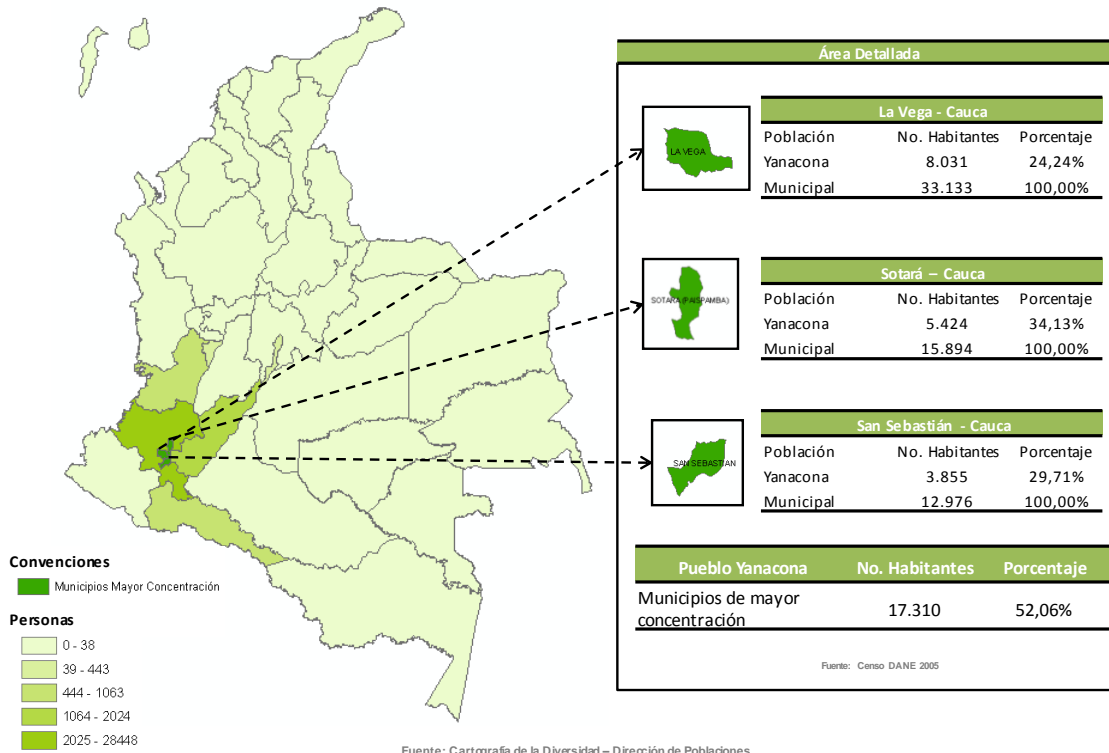 Área Detallada
LA VEGA
La Vega - Cauca
Población No. Habitantes Porcentaje
Yanacona 8.031 24,24%
Municipal 33.133 100,00%
SOTARA (PAISPAMBA)
Sotará – Cauca
Población No. Habitantes Porcentaje
Yanacona 5.424 34,13%
Municipal 15.894 100,00%
SAN SEBASTIAN
San Sebastián - Cauca
Población No. Habitantes Porcentaje
Yanacona 3.855 29,71%
Municipal 12.976 100,00%
Pueblo Yanacona No. Habitantes Porcentaje
Municipios de mayor
concentración 17.310 52,06%
Fuente: Censo DANE 2005
Convenciones
Municipios Mayor Concentración
Personas
0 - 38
39 - 443
444 - 1063
1064 - 2024
2025 - 28448
Fuente: Cartografía de la Diversidad – Dirección de Poblaciones